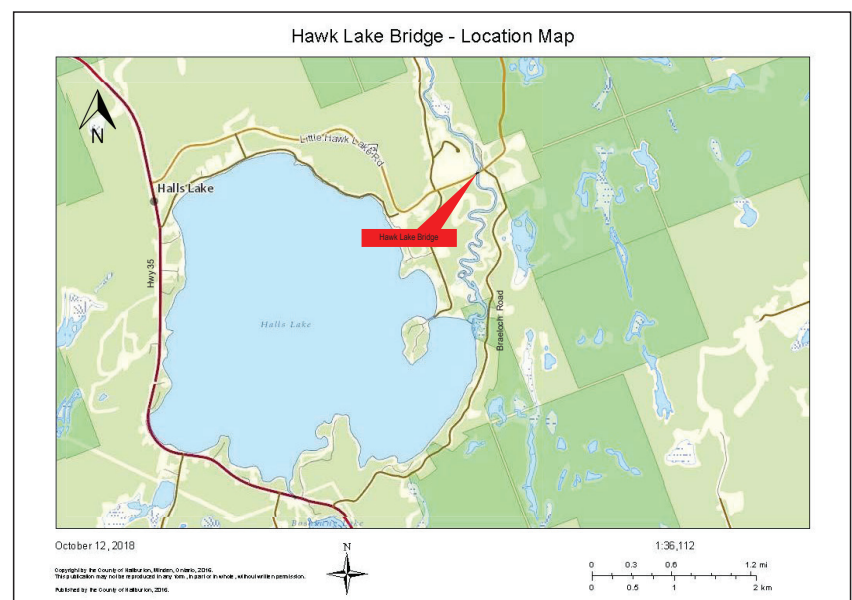 Hawk Lake Bridge - Location Map
N
Little Hawk Lake Rd
Halls Lake
Hawk Lake Bridge
Hwy 35
Halls Lake
Braeloch Road
Boshkung Lake
October 12, 2018
N
1:36,112
Copyright by the County of Haliburton, Minden, Ontario, 2016.
This publication may not be reproduced in any form, in part or in whole, without written permission.
Published by the County of Haliburton, 2016.
0 0.3 0.6 1.2 mi
0 0.5 1 2 km